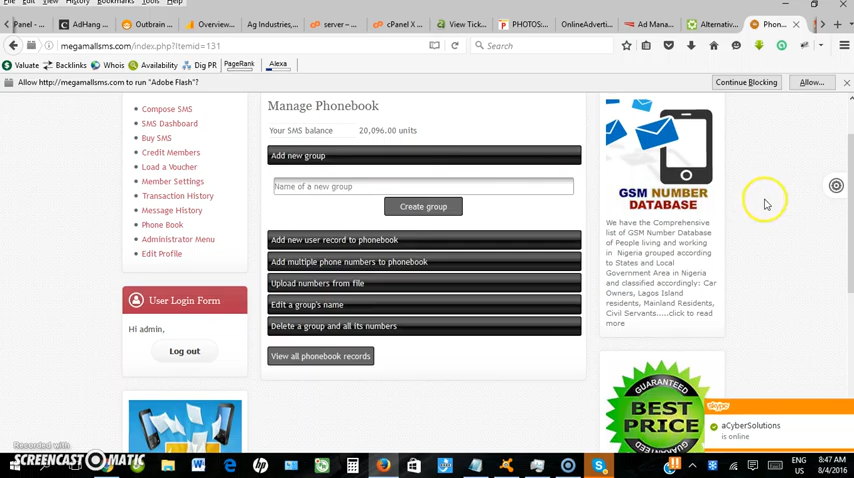 File Edit View History Bookmarks Tools Help
Panel - AdHang Outbrain Overview... Ag Industries,... server – ... cPanel X View Tick... PHOTOS:... OnlineAdverti... Ad Mana... Alternativ... Phon...
megamallsms.com/index.php?Itemid=131
Search
Valuate Backlinks Whois Availability Dig PR PageRank Alexa
Allow http://megamallsms.com to run "Adobe Flash"?
Continue Blocking
Allow...
Compose SMS
SMS Dashboard
Buy SMS
Credit Members
Load a Voucher
Member Settings
Transaction History
Message History
Phone Book
Administrator Menu
Edit Profile
User Login Form
Hi admin,
Log out
Manage Phonebook
Your SMS balance 20,096.00 units
Add new group
Name of a new group
Create group
Add new user record to phonebook
Add multiple phone numbers to phonebook
Upload numbers from file
Edit a group's name
Delete a group and all its numbers
View all phonebook records
GSM NUMBER
DATABASE
We have the Comprehensive
list of GSM Number Database
of People living and working
in Nigeria grouped according
to States and Local
Government Area in Nigeria
and classified accordingly: Car
Owners, Lagos Island
residents, Mainland Residents,
Civil Servants.....click to read
more
GUARANTEED
BEST
PRICE
skype
aCyberSolutions
is online
Recorded with
SCREENCAST MATIC
ENG
US
8:47 AM
8/4/2016